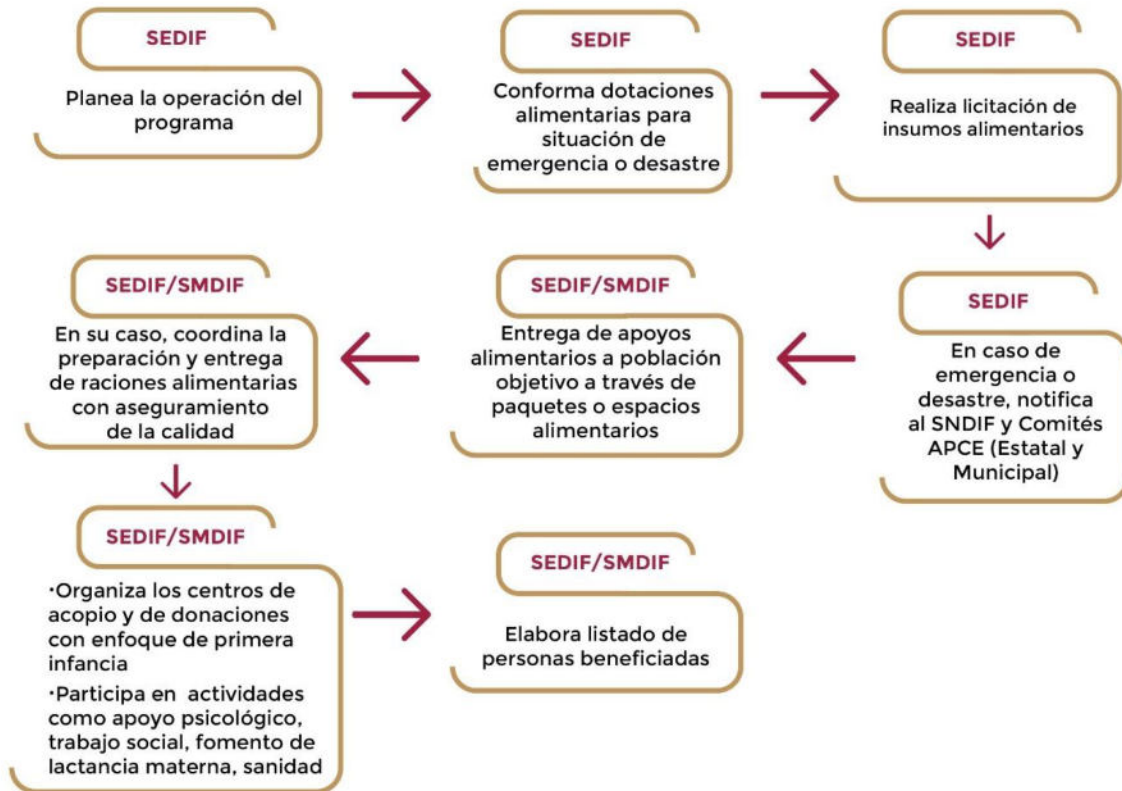 SEDIF
Planea la operación del
programa
SEDIF
Conforma dotaciones
alimentarias para
situación de
emergencia o desastre
SEDIF
Realiza licitación de
insumos alimentarios
SEDIF
En caso de
emergencia o
desastre, notifica
al SNDIF y Comités
APCE (Estatal y
Municipal)
SEDIF/SMDIF
Entrega de apoyos
alimentarios a población
objetivo a través de
paquetes o espacios
alimentarios
SEDIF/SMDIF
En su caso, coordina la
preparación y entrega
de raciones alimentarias
con aseguramiento
de la calidad
SEDIF/SMDIF
·Organiza los centros de
acopio y de donaciones
con enfoque de primera
infancia
·Participa en actividades
como apoyo psicológico,
trabajo social, fomento de
lactancia materna, sanidad
SEDIF/SMDIF
Elabora listado de
personas beneficiadas